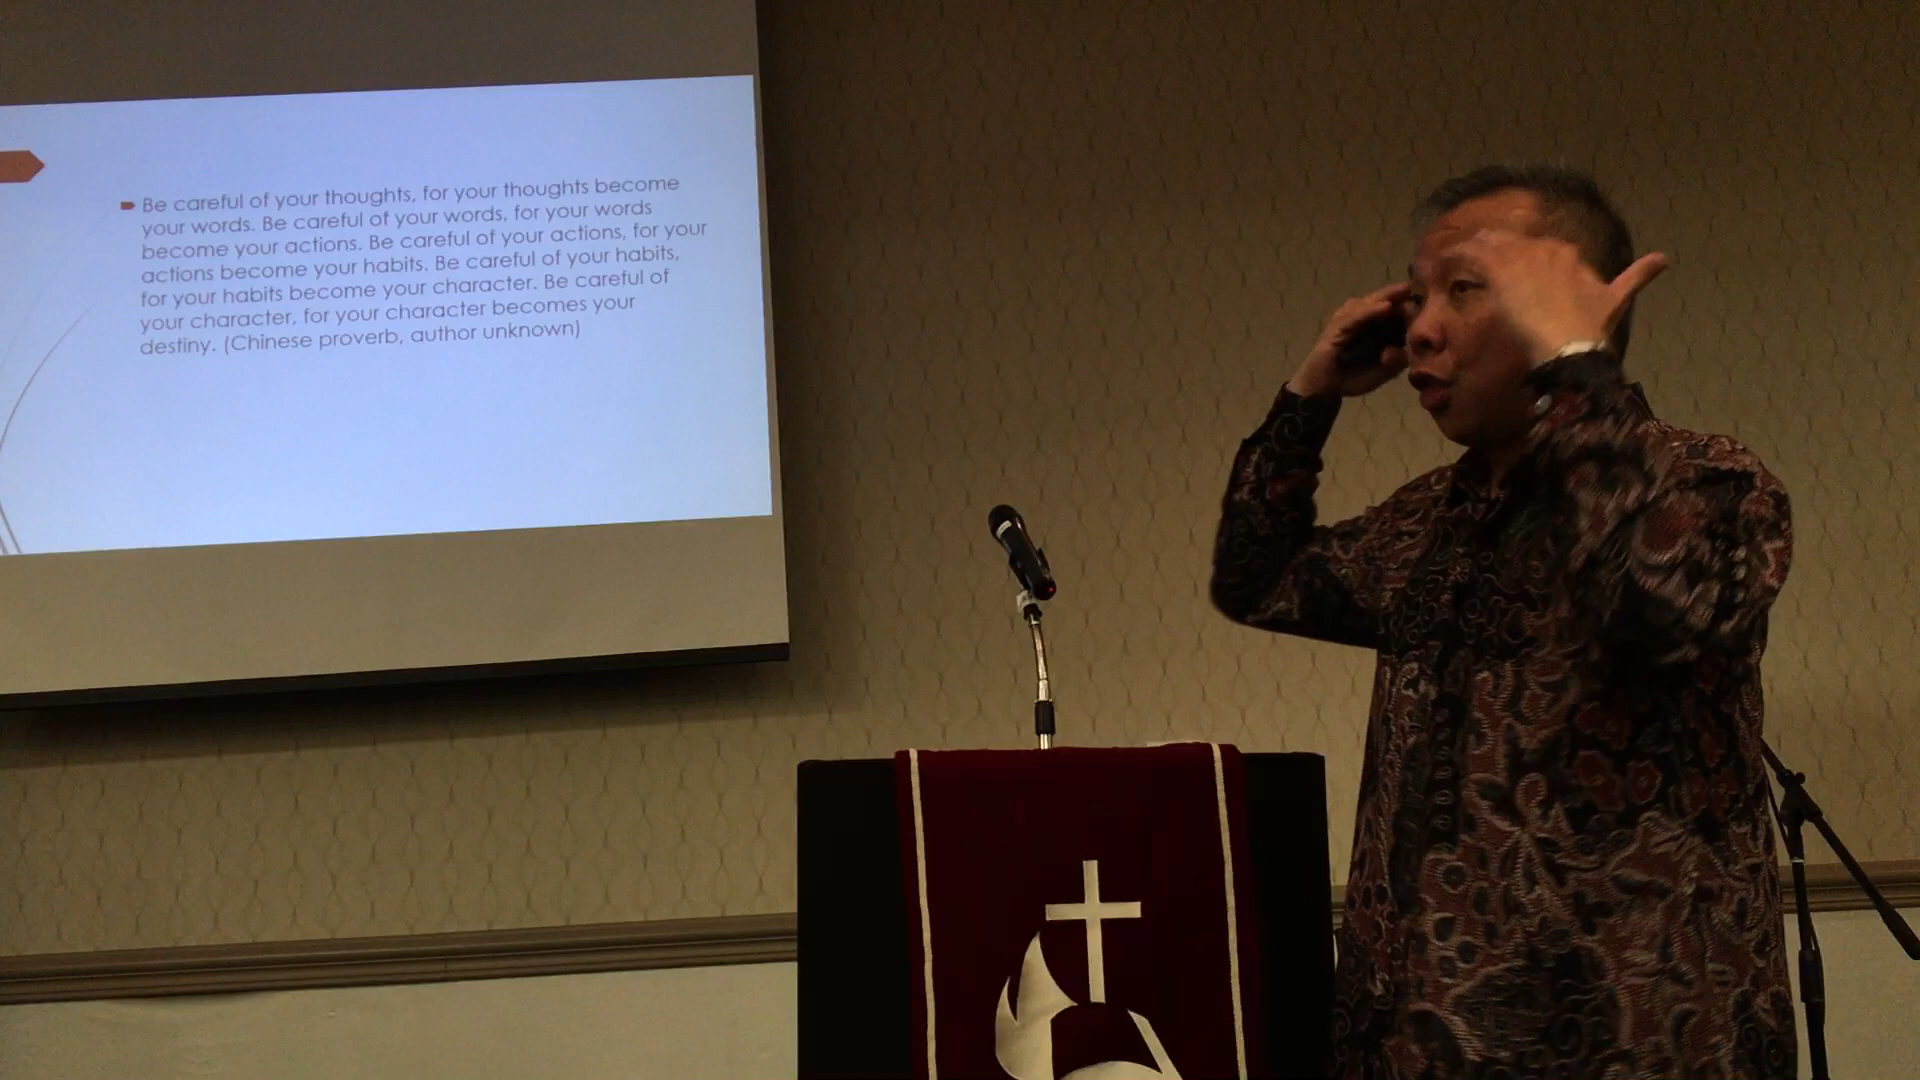 Be careful of your thoughts, for your thoughts become
your words. Be careful of your words, for your words
become your actions. Be careful of your actions, for your
actions become your habits. Be careful of your habits,
for your habits become your character. Be careful of
your character, for your character becomes your
destiny. (Chinese proverb, author unknown)